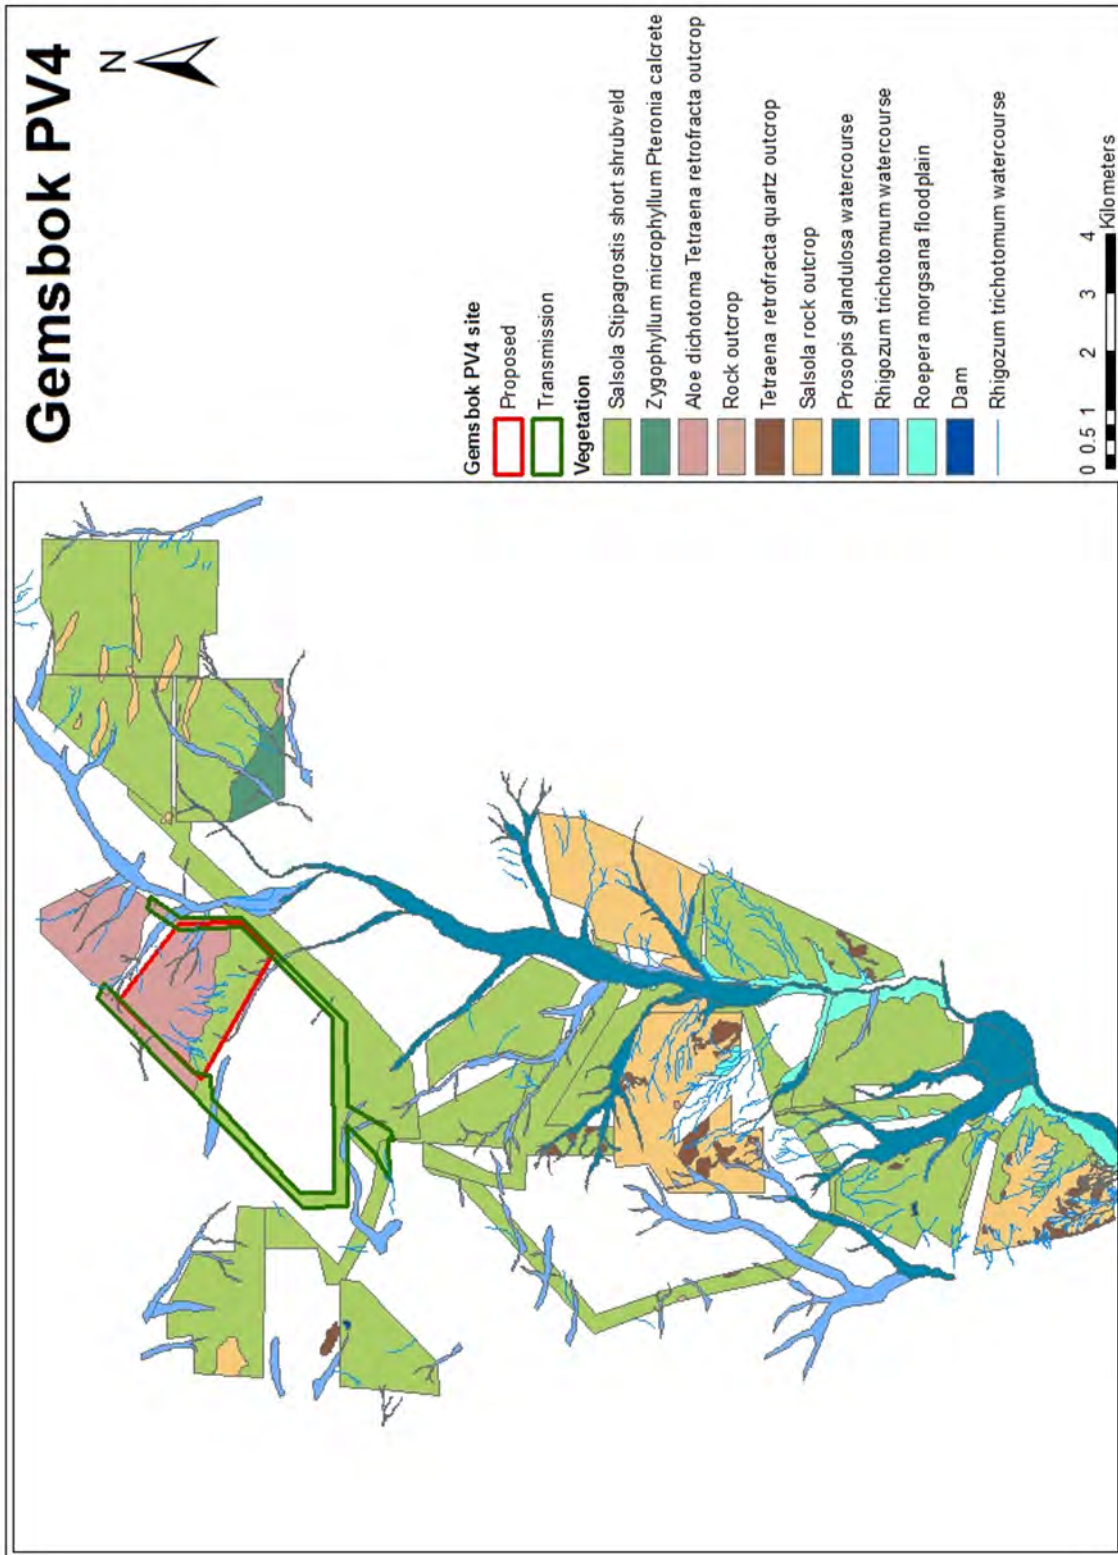 Gemsbok PV4
N
Gemsbok PV4 site
Proposed
Transmission
Vegetation
Salsola Stipagrostis short shrubveld
Zygophyllum microphyllum Pteronia calcrete
Aloe dichotoma Tetraena retrofracta outcrop
Rock outcrop
Tetraena retrofracta quartz outcrop
Salsola rock outcrop
Prosopis glandulosa watercourse
Rhigozum trichotomum watercourse
Roepera morgsana floodplain
Dam
Rhigozum trichotomum watercourse
0 0.5 1 2 3 4
Kilometers